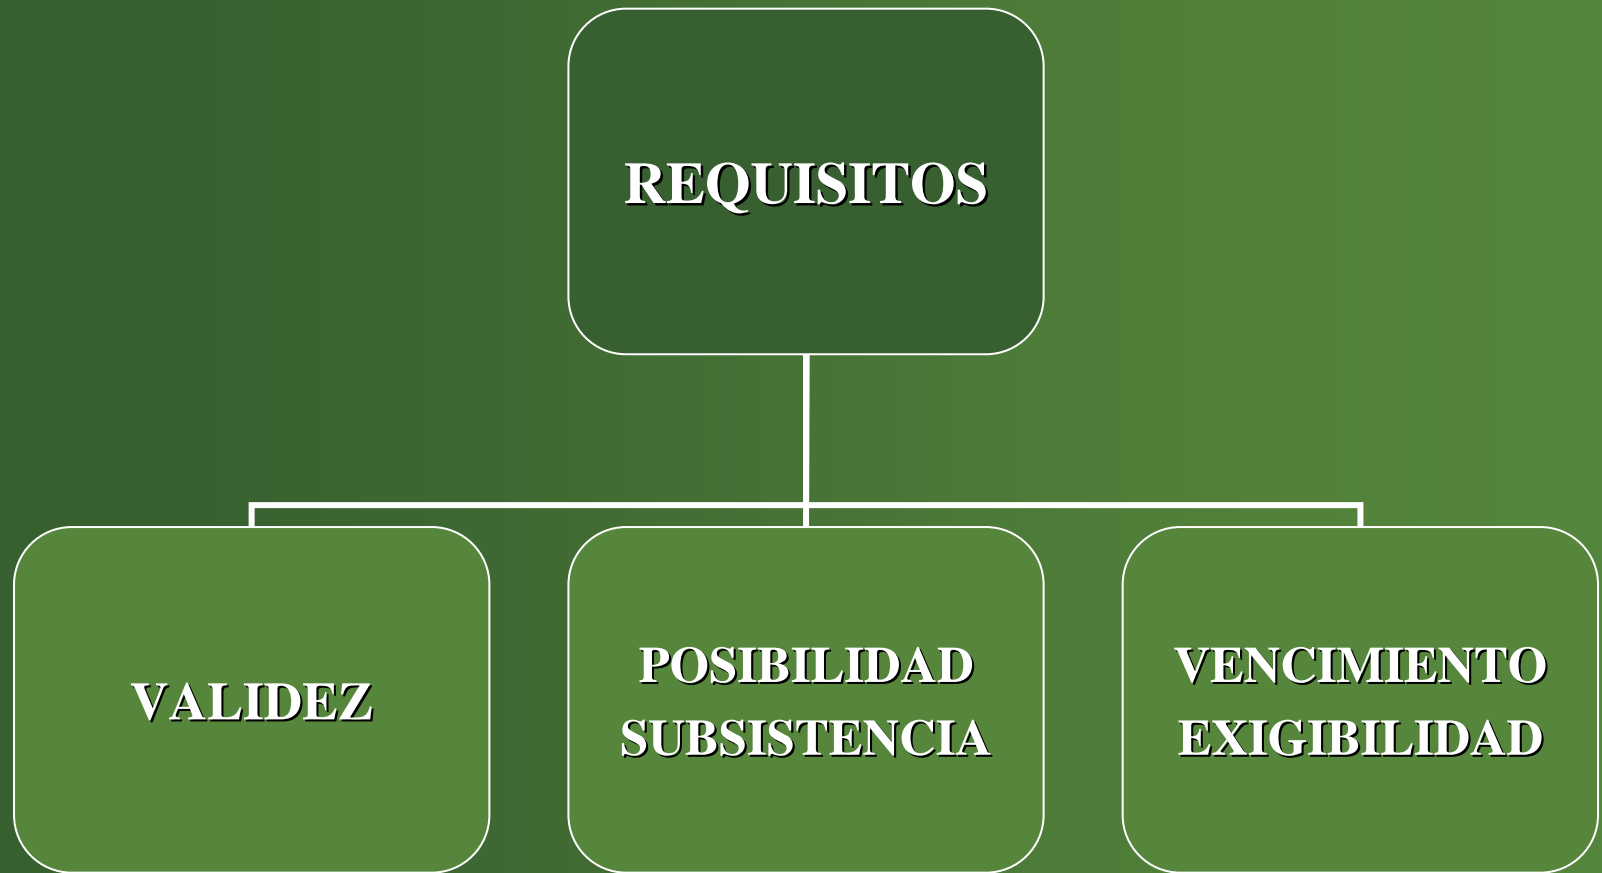 REQUISITOS
VALIDEZ
POSIBILIDAD
SUBSISTENCIA
VENCIMIENTO
EXIGIBILIDAD